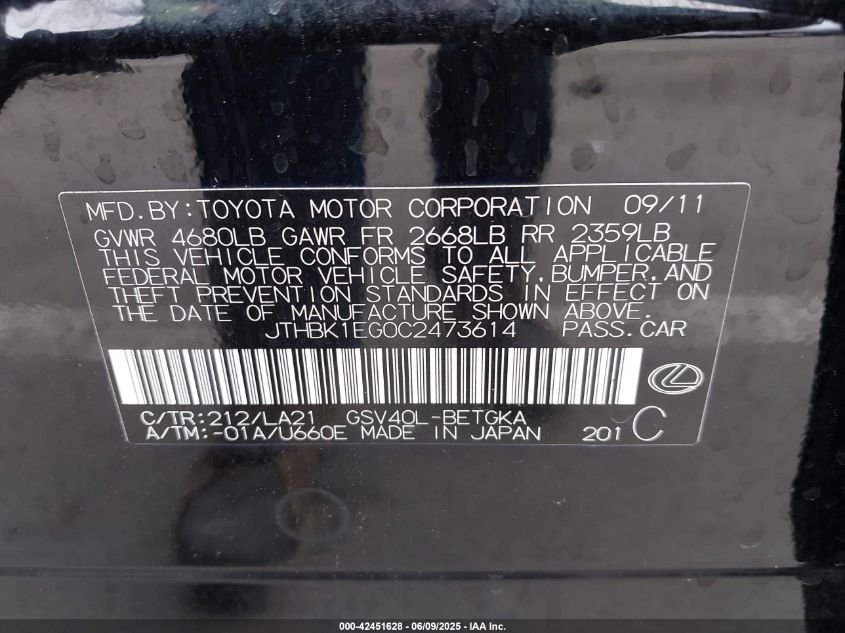 MFD.BY:TOYOTA MOTOR CORPORATION 09/11
GVWR 4680LB GAWR FR 2668LB RR 2359LB
THIS VEHICLE CONFORMS TO ALL APPLICABLE
FEDERAL MOTOR VEHICLE SAFETY,BUMPER,AND
THEFT PREVENTION STANDARDS IN EFFECT ON
THE DATE OF MANUFACTURE SHOWN ABOVE.
JTHBK1EG0C2473614 PASS.CAR
C/TR:212/LA21 GSV40L-BETGKA
A/TM:-01A/U660E MADE IN JAPAN 201 C
000-42451628 - 06/09/2025 - IAA Inc.